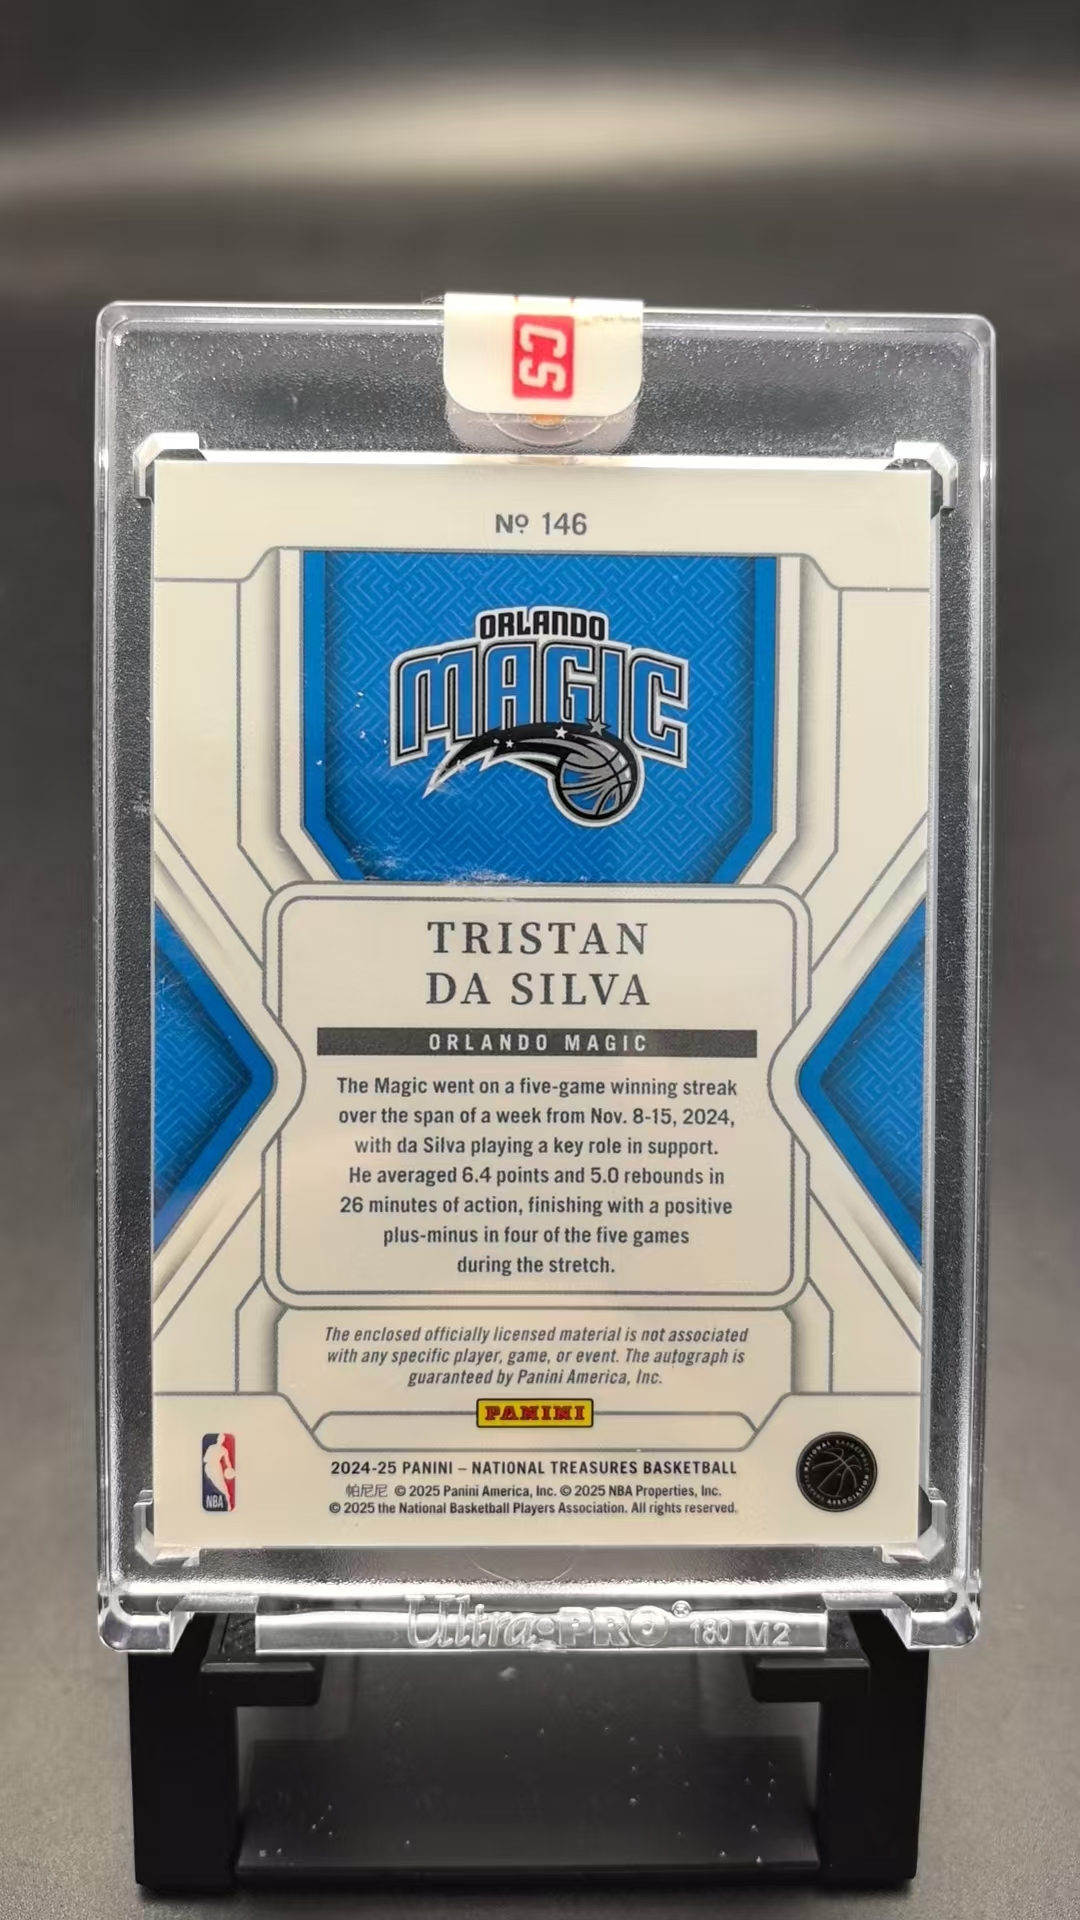 CS
Nº 146
ORLANDO
MAGIC
TRISTAN
DA SILVA
ORLANDO MAGIC
The Magic went on a five-game winning streak
over the span of a week from Nov. 8-15, 2024,
with da Silva playing a key role in support.
He averaged 6.4 points and 5.0 rebounds in
26 minutes of action, finishing with a positive
plus-minus in four of the five games
during the stretch.
The enclosed officially licensed material is not associated
with any specific player, game, or event. The autograph is
guaranteed by Panini America, Inc.
PANINI
2024-25 PANINI – NATIONAL TREASURES BASKETBALL
帕尼尼 © 2025 Panini America, Inc. © 2025 NBA Properties, Inc.
© 2025 the National Basketball Players Association. All rights reserved.
NBA
NATIONAL BASKETBALL PLAYERS ASSOCIATION
Ultra·PRO® 180 M2